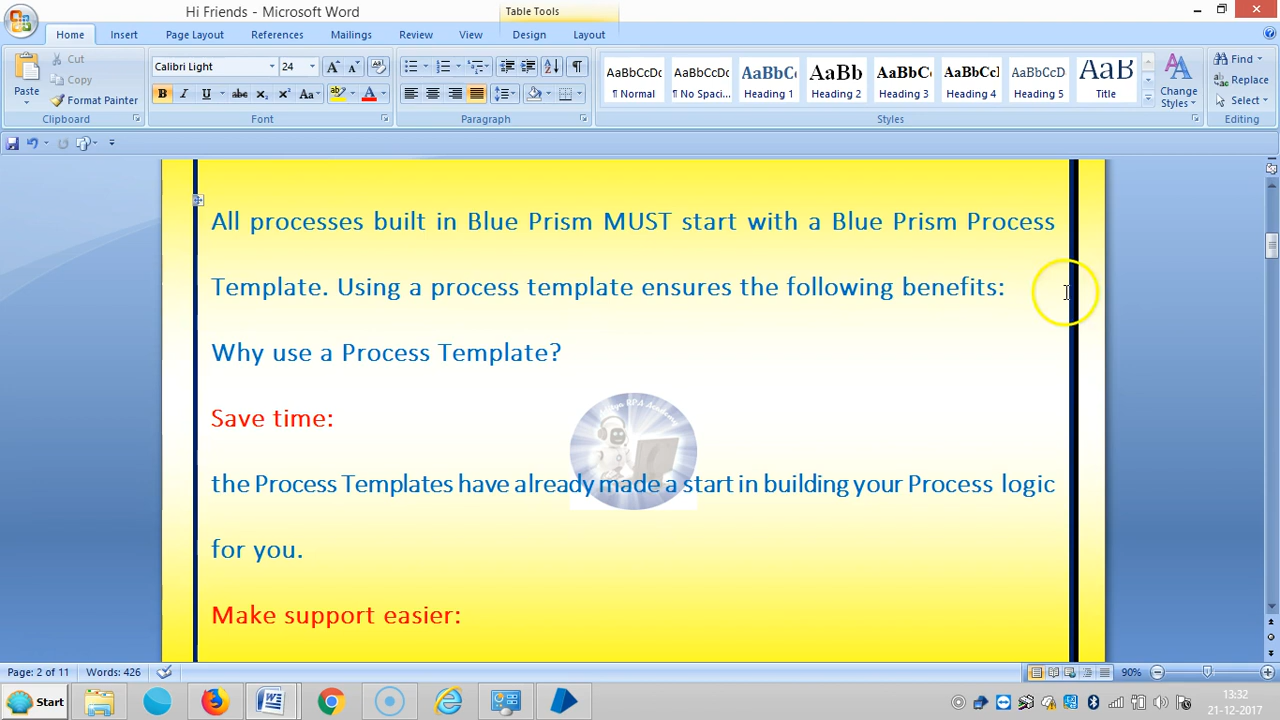 Hi Friends - Microsoft Word
Table Tools
Home Insert Page Layout References Mailings Review View Design Layout
Paste
Cut
Copy
Format Painter
Clipboard
Calibri Light 24
Font
Paragraph
AaBbCcDc AaBbCcDc AaBbC AaBb AaBbC AaBbCcI AaBbCcD AaB
¶ Normal ¶ No Spaci... Heading 1 Heading 2 Heading 3 Heading 4 Heading 5 Title
Styles
Change Styles
Find
Replace
Select
Editing
All processes built in Blue Prism MUST start with a Blue Prism Process
Template. Using a process template ensures the following benefits:
Why use a Process Template?
Save time:
the Process Templates have already made a start in building your Process logic
for you.
Make support easier:
Page: 2 of 11 Words: 426 90%
Start
13:32
21-12-2017